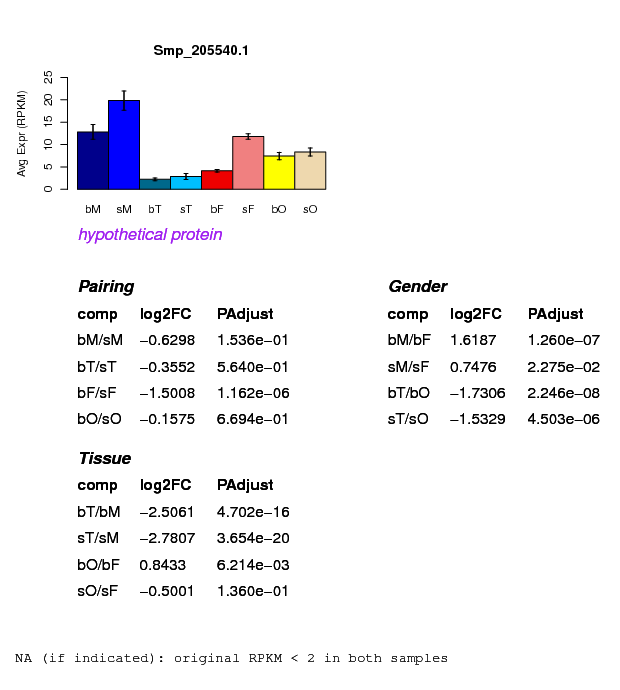 Smp_205540.1
Avg Expr (RPKM)
25
20
15
10
5
0
bM sM bT sT bF sF bO sO
hypothetical protein
Pairing
comp log2FC PAdjust
bM/sM −0.6298 1.536e−01
bT/sT −0.3552 5.640e−01
bF/sF −1.5008 1.162e−06
bO/sO −0.1575 6.694e−01
Gender
comp log2FC PAdjust
bM/bF 1.6187 1.260e−07
sM/sF 0.7476 2.275e−02
bT/bO −1.7306 2.246e−08
sT/sO −1.5329 4.503e−06
Tissue
comp log2FC PAdjust
bT/bM −2.5061 4.702e−16
sT/sM −2.7807 3.654e−20
bO/bF 0.8433 6.214e−03
sO/sF −0.5001 1.360e−01
NA (if indicated): original RPKM < 2 in both samples